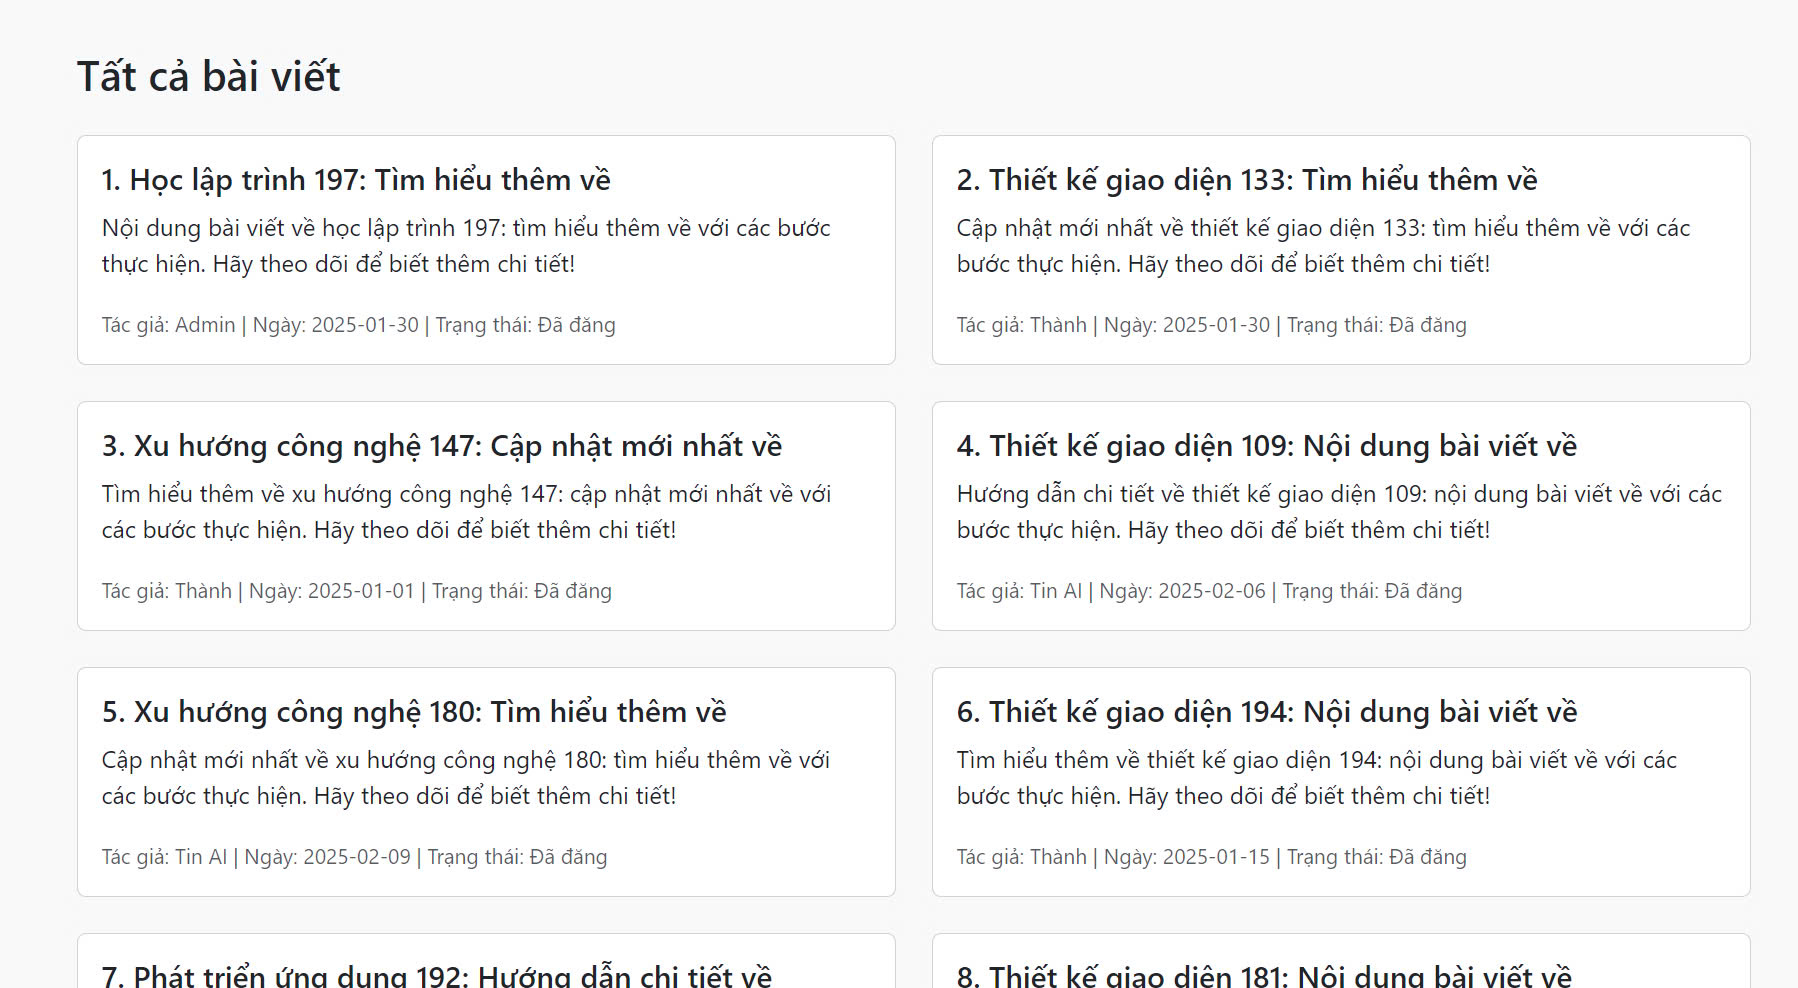 Tất cả bài viết
1. Học lập trình 197: Tìm hiểu thêm về
Nội dung bài viết về học lập trình 197: tìm hiểu thêm về với các bước
thực hiện. Hãy theo dõi để biết thêm chi tiết!
Tác giả: Admin | Ngày: 2025-01-30 | Trạng thái: Đã đăng
2. Thiết kế giao diện 133: Tìm hiểu thêm về
Cập nhật mới nhất về thiết kế giao diện 133: tìm hiểu thêm về với các
bước thực hiện. Hãy theo dõi để biết thêm chi tiết!
Tác giả: Thành | Ngày: 2025-01-30 | Trạng thái: Đã đăng
3. Xu hướng công nghệ 147: Cập nhật mới nhất về
Tìm hiểu thêm về xu hướng công nghệ 147: cập nhật mới nhất về với
các bước thực hiện. Hãy theo dõi để biết thêm chi tiết!
Tác giả: Thành | Ngày: 2025-01-01 | Trạng thái: Đã đăng
4. Thiết kế giao diện 109: Nội dung bài viết về
Hướng dẫn chi tiết về thiết kế giao diện 109: nội dung bài viết về với các
bước thực hiện. Hãy theo dõi để biết thêm chi tiết!
Tác giả: Tin AI | Ngày: 2025-02-06 | Trạng thái: Đã đăng
5. Xu hướng công nghệ 180: Tìm hiểu thêm về
Cập nhật mới nhất về xu hướng công nghệ 180: tìm hiểu thêm về với
các bước thực hiện. Hãy theo dõi để biết thêm chi tiết!
Tác giả: Tin AI | Ngày: 2025-02-09 | Trạng thái: Đã đăng
6. Thiết kế giao diện 194: Nội dung bài viết về
Tìm hiểu thêm về thiết kế giao diện 194: nội dung bài viết về với các
bước thực hiện. Hãy theo dõi để biết thêm chi tiết!
Tác giả: Thành | Ngày: 2025-01-15 | Trạng thái: Đã đăng
7. Phát triển ứng dụng 192: Hướng dẫn chi tiết về
8. Thiết kế giao diện 181: Nội dung bài viết về